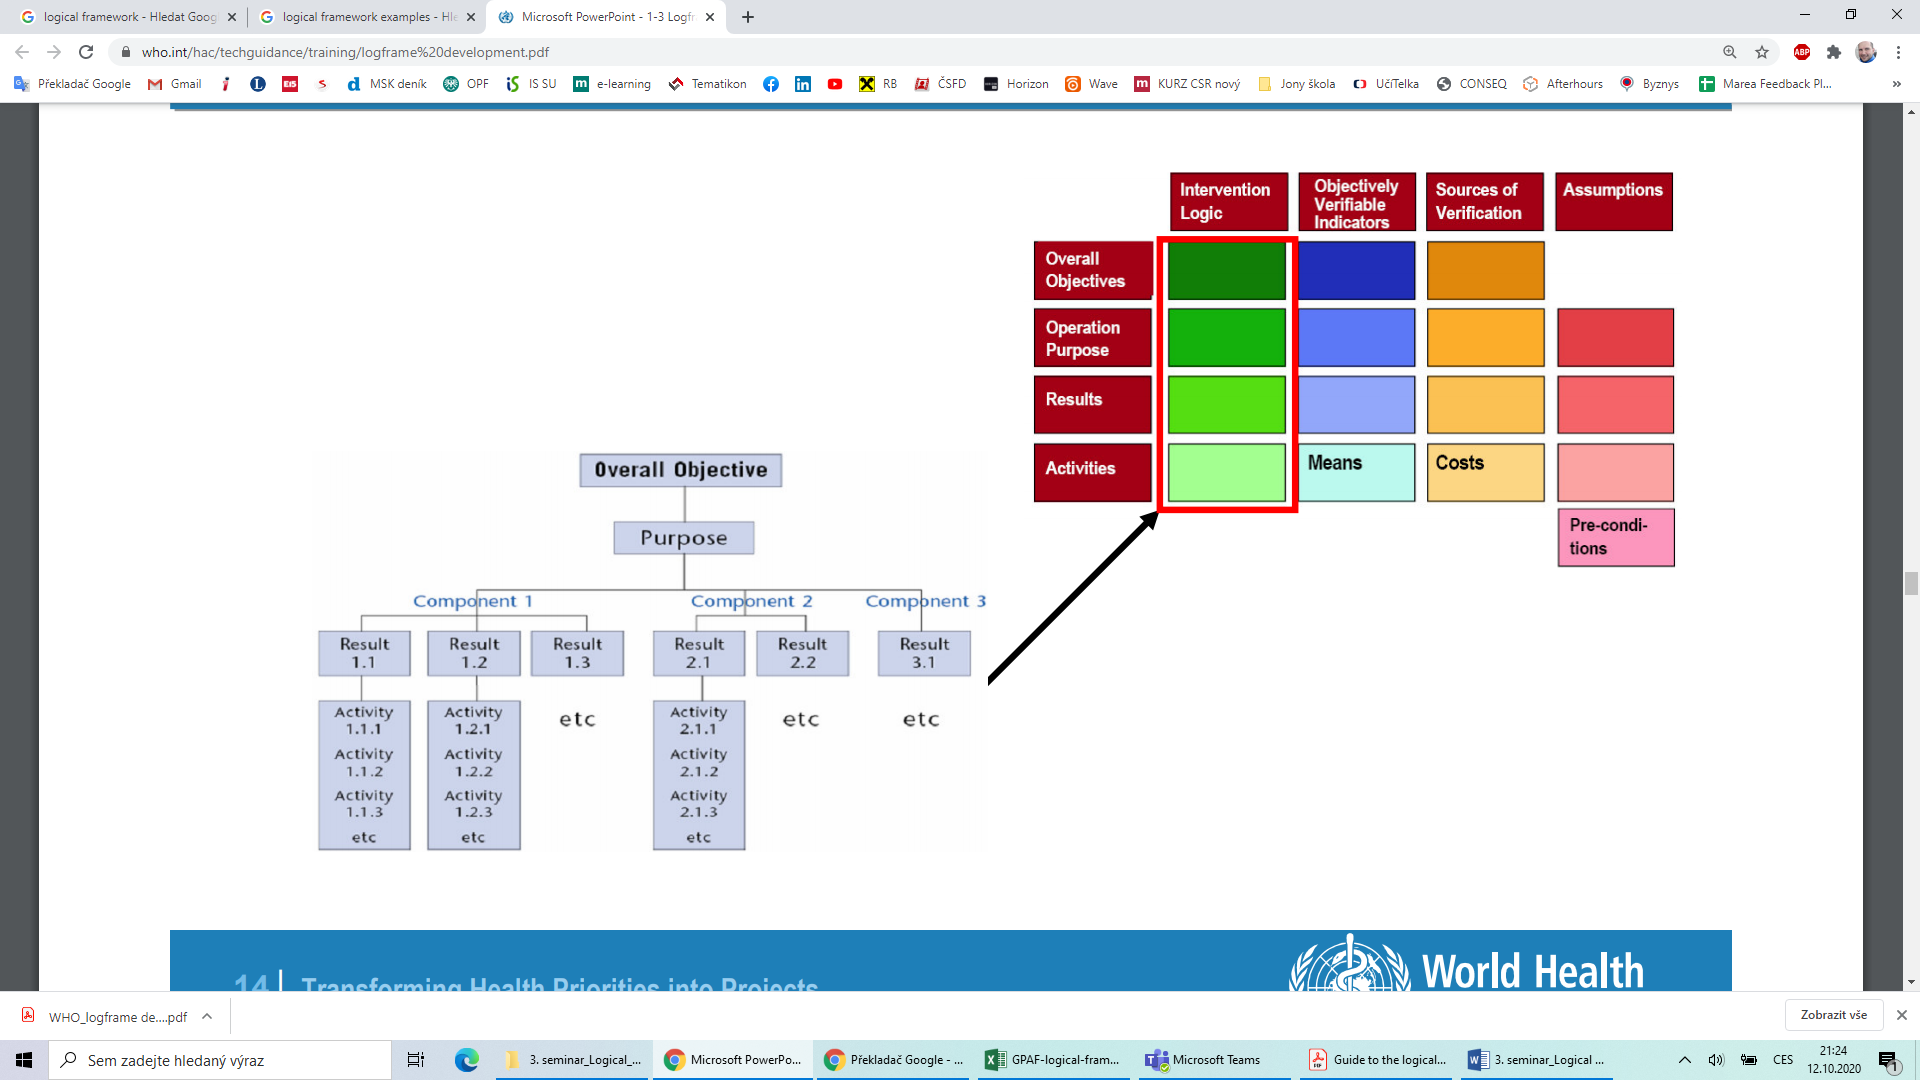 logical framework - Hledat Goog
logical framework examples - Hle
Microsoft PowerPoint - 1-3 Logfr
who.int/hac/techguidance/training/logframe%20development.pdf
ABP
Překladač Google
Gmail
MSK deník
OPF
IS SU
e-learning
Tematikon
RB
ČSFD
Horizon
Wave
KURZ CSR nový
Jony škola
UčíTelka
CONSEQ
Afterhours
Byznys
Marea Feedback Pl...
Intervention
Logic
Objectively
Verifiable
Indicators
Sources of
Verification
Assumptions
Overall
Objectives
Operation
Purpose
Results
Activities
Means
Costs
Pre-condi-
tions
Overall Objective
Purpose
Component 1
Component 2
Component 3
Result
1.1
Result
1.2
Result
1.3
Result
2.1
Result
2.2
Result
3.1
Activity
1.1.1
Activity
1.1.2
Activity
1.1.3
etc
Activity
1.2.1
Activity
1.2.2
Activity
1.2.3
etc
etc
Activity
2.1.1
Activity
2.1.2
Activity
2.1.3
etc
etc
etc
14 | Transforming Health Priorities into Projects
World Health
WHO_logframe de....pdf
Zobrazit vše
Sem zadejte hledaný výraz
3. seminar_Logical_...
Microsoft PowerPo...
Překladač Google - ...
GPAF-logical-fram...
Microsoft Teams
Guide to the logical...
3. seminar_Logical ...
CES
21:24
12.10.2020
1